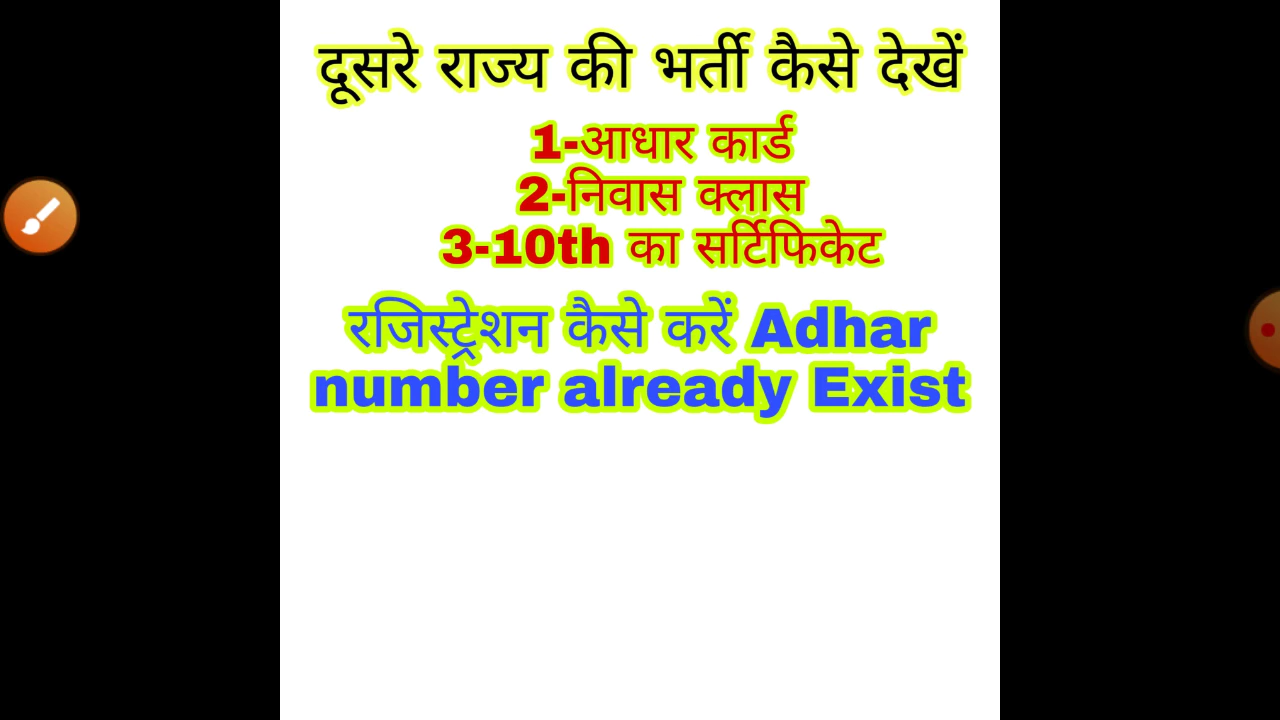 दूसरे राज्य की भर्ती कैसे देखें
1-आधार कार्ड
2-निवास क्लास
3-10th का सर्टिफिकेट
रजिस्ट्रेशन कैसे करें Adhar
number already Exist